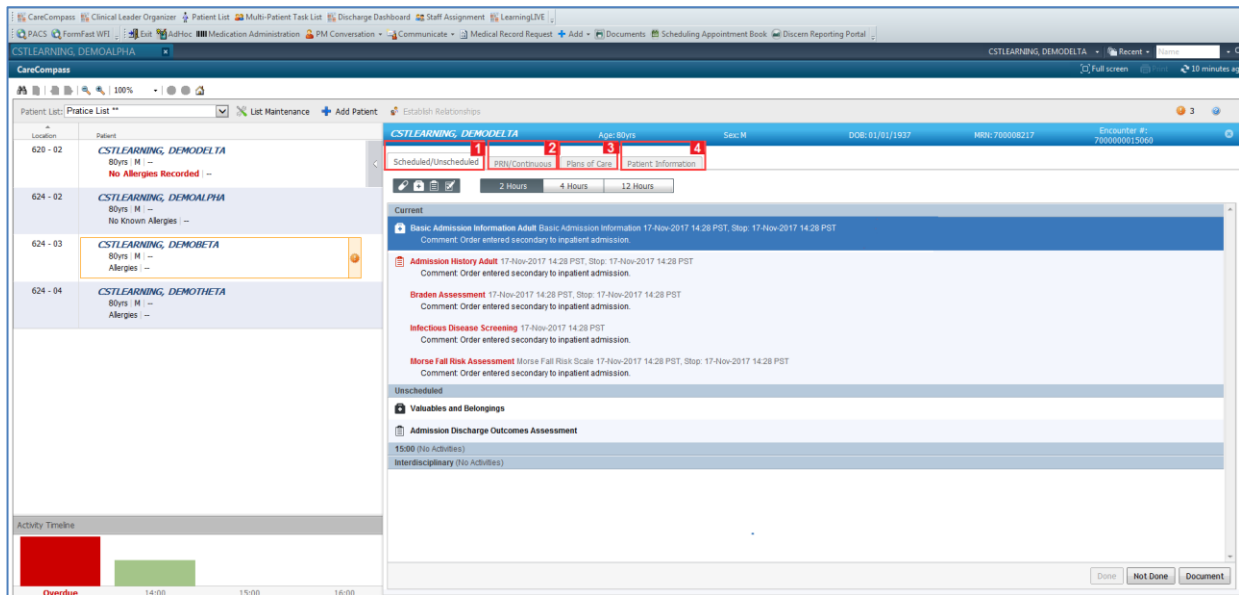 CareCompass Clinical Leader Organizer Patient List Multi-Patient Task List Discharge Dashboard Staff Assignment LearningLIVE
PACS FormFast WFI Exit AdHoc Medication Administration PM Conversation Communicate Medical Record Request Add Documents Scheduling Appointment Book Discern Reporting Portal
CSTLEARNING, DEMOALPHA CSTLEARNING, DEMODELTA Recent Name
CareCompass Full screen Print 10 minutes ag
100%
Patient List: Pratice List ** List Maintenance Add Patient Establish Relationships 3
Location Patient
620 - 02 CSTLEARNING, DEMODELTA
80yrs | M | --
No Allergies Recorded | --
624 - 02 CSTLEARNING, DEMOALPHA
80yrs | M | --
No Known Allergies | --
624 - 03 CSTLEARNING, DEMOBETA
80yrs | M | --
Allergies | --
624 - 04 CSTLEARNING, DEMOTHETA
80yrs | M | --
Allergies | --
Activity Timeline
Overdue 14:00 15:00 16:00
CSTLEARNING, DEMODELTA Age: 80yrs Sex: M DOB: 01/01/1937 MRN: 700008217 Encounter #: 7000000015060
1 2 3 4
Scheduled/Unscheduled PRN/Continuous Plans of Care Patient Information
2 Hours 4 Hours 12 Hours
Current
Basic Admission Information Adult Basic Admission Information 17-Nov-2017 14:28 PST, Stop: 17-Nov-2017 14:28 PST
Comment: Order entered secondary to inpatient admission.
Admission History Adult 17-Nov-2017 14:28 PST, Stop: 17-Nov-2017 14:28 PST
Comment: Order entered secondary to inpatient admission.
Braden Assessment 17-Nov-2017 14:28 PST, Stop: 17-Nov-2017 14:28 PST
Comment: Order entered secondary to inpatient admission.
Infectious Disease Screening 17-Nov-2017 14:28 PST
Comment: Order entered secondary to inpatient admission.
Morse Fall Risk Assessment Morse Fall Risk Scale 17-Nov-2017 14:28 PST, Stop: 17-Nov-2017 14:28 PST
Comment: Order entered secondary to inpatient admission.
Unscheduled
Valuables and Belongings
Admission Discharge Outcomes Assessment
15:00 (No Activities)
Interdisciplinary (No Activities)
Done Not Done Document